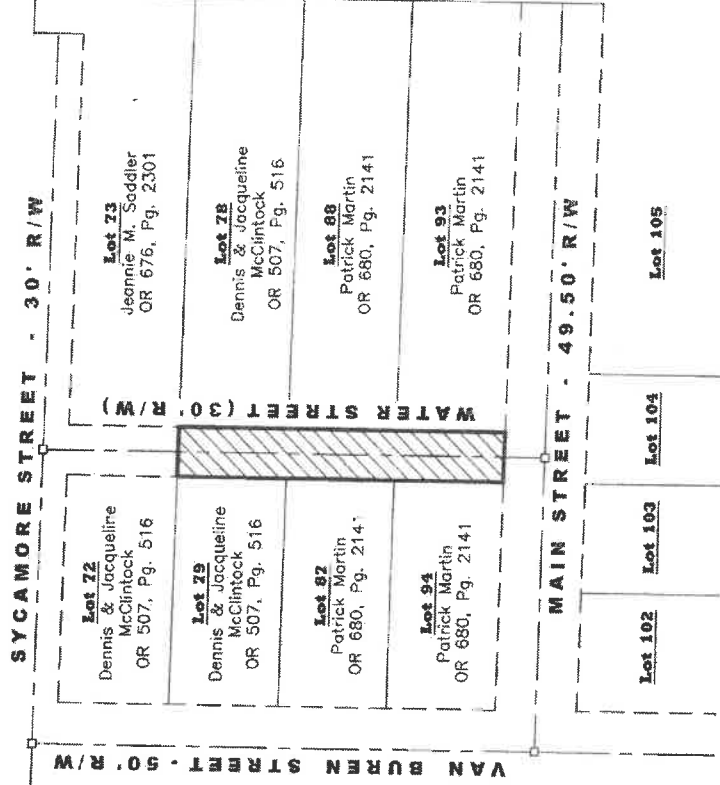 SYCAMORE STREET - 30' R/W
Lot 73
Jeannie M. Saddler
OR 676, Pg. 2301
Lot 78
Dennis & Jacqueline
McClintock
OR 507, Pg. 516
Lot 88
Patrick Martin
OR 680, Pg. 2141
Lot 93
Patrick Martin
OR 680, Pg. 2141
WATER STREET (30' R/W)
Lot 72
Dennis & Jacqueline
McClintock
OR 507, Pg. 516
Lot 79
Dennis & Jacqueline
McClintock
OR 507, Pg. 516
Lot 87
Patrick Martin
OR 680, Pg. 2141
Lot 94
Patrick Martin
OR 680, Pg. 2141
MAIN STREET - 49.50' R/W
Lot 105
Lot 104
Lot 103
Lot 102
VAN BUREN STREET - 50' R/W